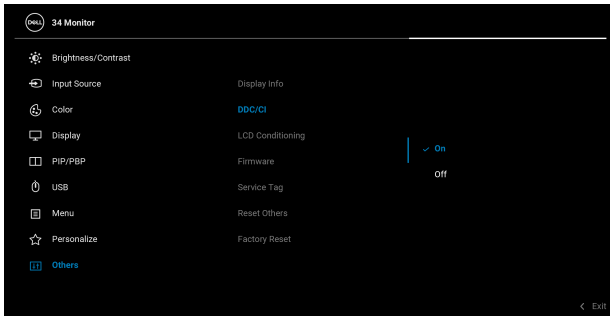 DELL 34 Monitor
Brightness/Contrast
Input Source Display Info
Color DDC/CI
Display LCD Conditioning
On
PIP/PBP Firmware
Off
USB Service Tag
Menu Reset Others
Personalize Factory Reset
Others
Exit